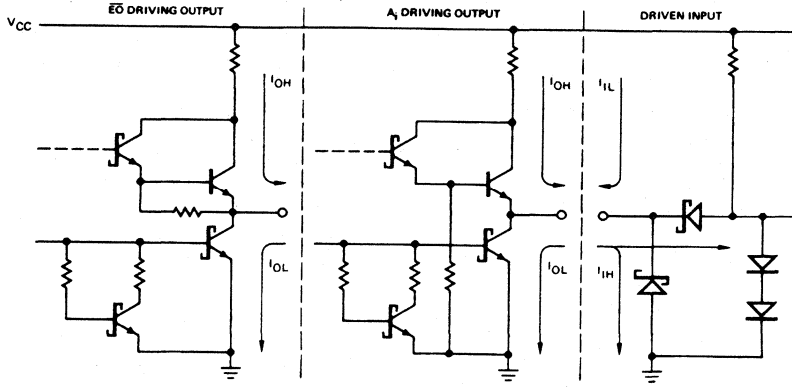 EO DRIVING OUTPUT
Ai DRIVING OUTPUT
DRIVEN INPUT
VCC
IOH
IOH
IIL
IOL
IOL
IIH